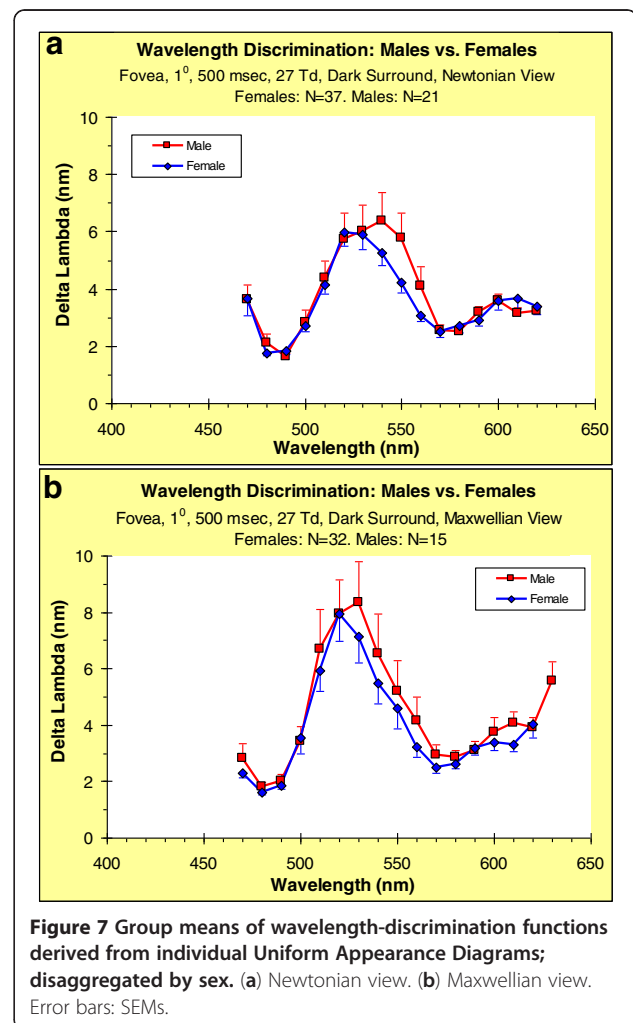 a
Wavelength Discrimination: Males vs. Females
Fovea, 1⁰, 500 msec, 27 Td, Dark Surround, Newtonian View
Females: N=37. Males: N=21
Delta Lambda (nm)
10
8
6
4
2
0
Male
Female
400 450 500 550 600 650
Wavelength (nm)
b
Wavelength Discrimination: Males vs. Females
Fovea, 1⁰, 500 msec, 27 Td, Dark Surround, Maxwellian View
Females: N=32. Males: N=15
Delta Lambda (nm)
10
8
6
4
2
0
Male
Female
400 450 500 550 600 650
Wavelength (nm)
Figure 7 Group means of wavelength-discrimination functions
derived from individual Uniform Appearance Diagrams;
disaggregated by sex. (a) Newtonian view. (b) Maxwellian view.
Error bars: SEMs.